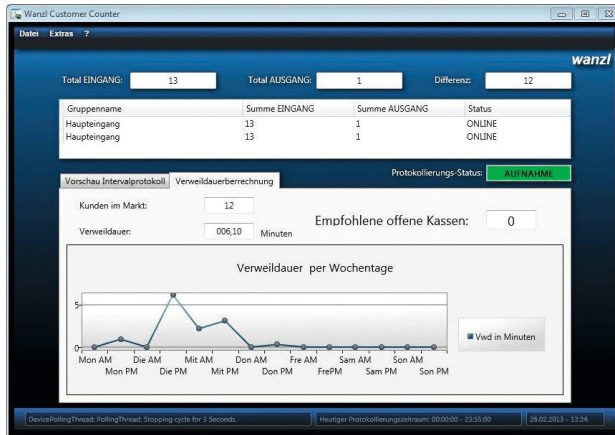 Wanzl Customer Counter
Datei Extras ?
wanzl
Total EINGANG: 13 Total AUSGANG: 1 Differenz: 12
Gruppenname Summe EINGANG Summe AUSGANG Status
Haupteingang 13 1 ONLINE
Haupteingang 13 1 ONLINE
Protokollierungs-Status: AUFNAHME
Vorschau Intervalprotokoll Verweildauerberrechnung
Kunden im Markt: 12
Empfohlene offene Kassen: 0
Verweildauer: 006,10 Minuten
Verweildauer per Wochentage
5
Vwd in Minuten
0
Mon AM Die AM Mit AM Don AM Fre AM Sam AM Son AM
Mon PM Die PM Mit PM Don PM FrePM Sam PM Son PM
DevicePollingThread: PollingThread: Stopping cycle for 3 Seconds. Heutiger Protokollierungszeitraum: 00:00:00 - 23:55:00 26.02.2013 - 13:24